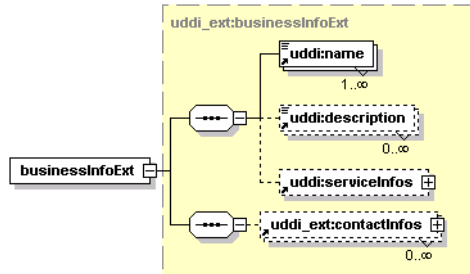 uddi_ext:businessInfoExt
uddi:name
1..∞
uddi:description
0..∞
businessInfoExt
uddi:serviceInfos
uddi_ext:contactInfos
0..∞